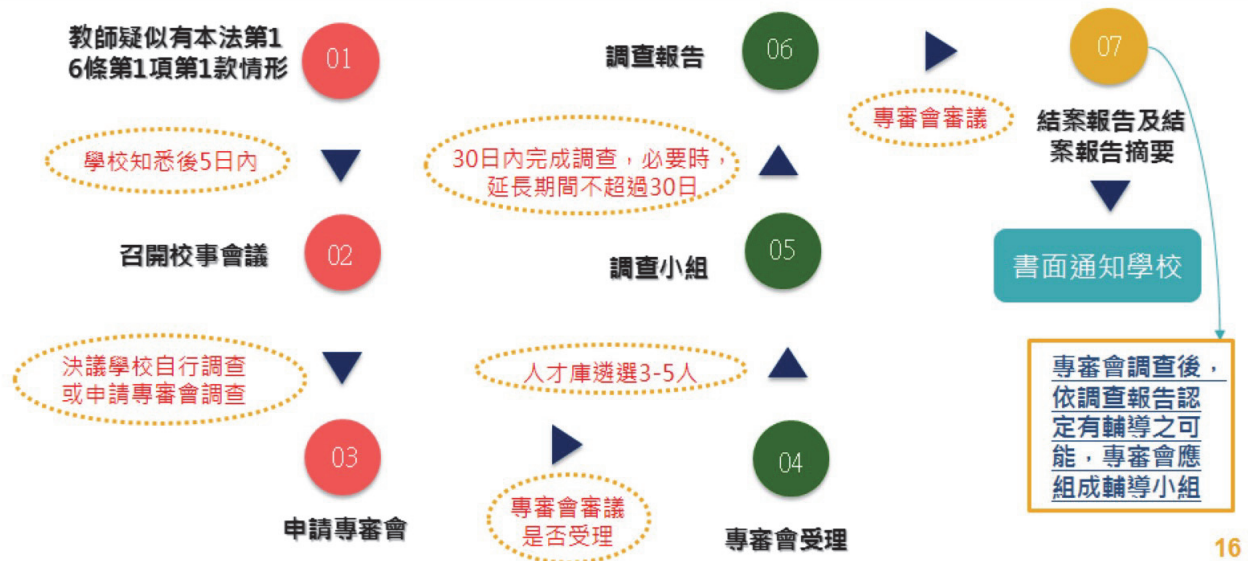 教師疑似有本法第1
6條第1項第1款情形
01
學校知悉後5日內
召開校事會議
02
決議學校自行調查
或申請專審會調查
03
申請專審會
專審會審議
是否受理
04
專審會受理
人才庫遴選3-5人
調查小組
05
30日內完成調查，必要時，
延長期間不超過30日
調查報告
06
專審會審議
07
結案報告及結
案報告摘要
書面通知學校
專審會調查後，
依調查報告認
定有輔導之可
能，專審會應
組成輔導小組
16